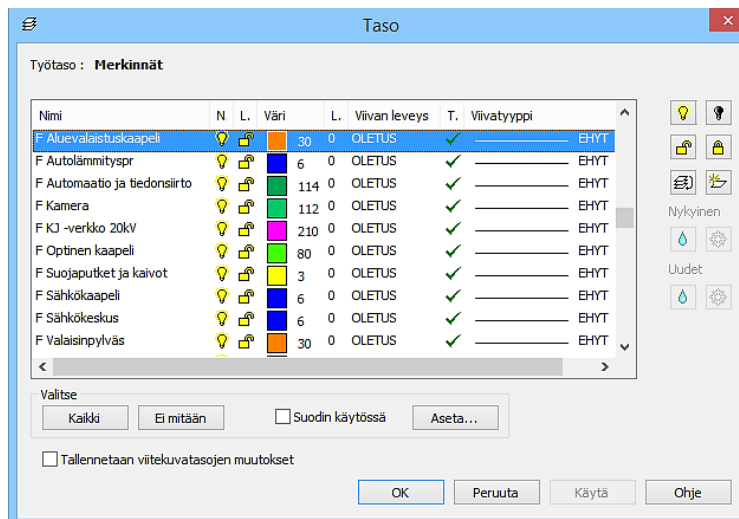 Taso
Työtaso : Merkinnät
Nimi N. L. Väri L. Viivan leveys T. Viivatyyppi
F Aluevalaistuskaapeli 30 0 OLETUS EHYT
F Autolämmityspr 6 0 OLETUS EHYT
F Automaatio ja tiedonsiirto 114 0 OLETUS EHYT
F Kamera 112 0 OLETUS EHYT
F KJ -verkko 20kV 210 0 OLETUS EHYT
F Optinen kaapeli 80 0 OLETUS EHYT
F Suojaputket ja kaivot 3 0 OLETUS EHYT
F Sähkökaapeli 6 0 OLETUS EHYT
F Sähkökeskus 6 0 OLETUS EHYT
F Valaisinpylväs 30 0 OLETUS EHYT
Nykyinen
Uudet
Valitse
Kaikki Ei mitään Suodin käytössä Aseta...
Tallennetaan viitekuvatasojen muutokset
OK Peruuta Käytä Ohje